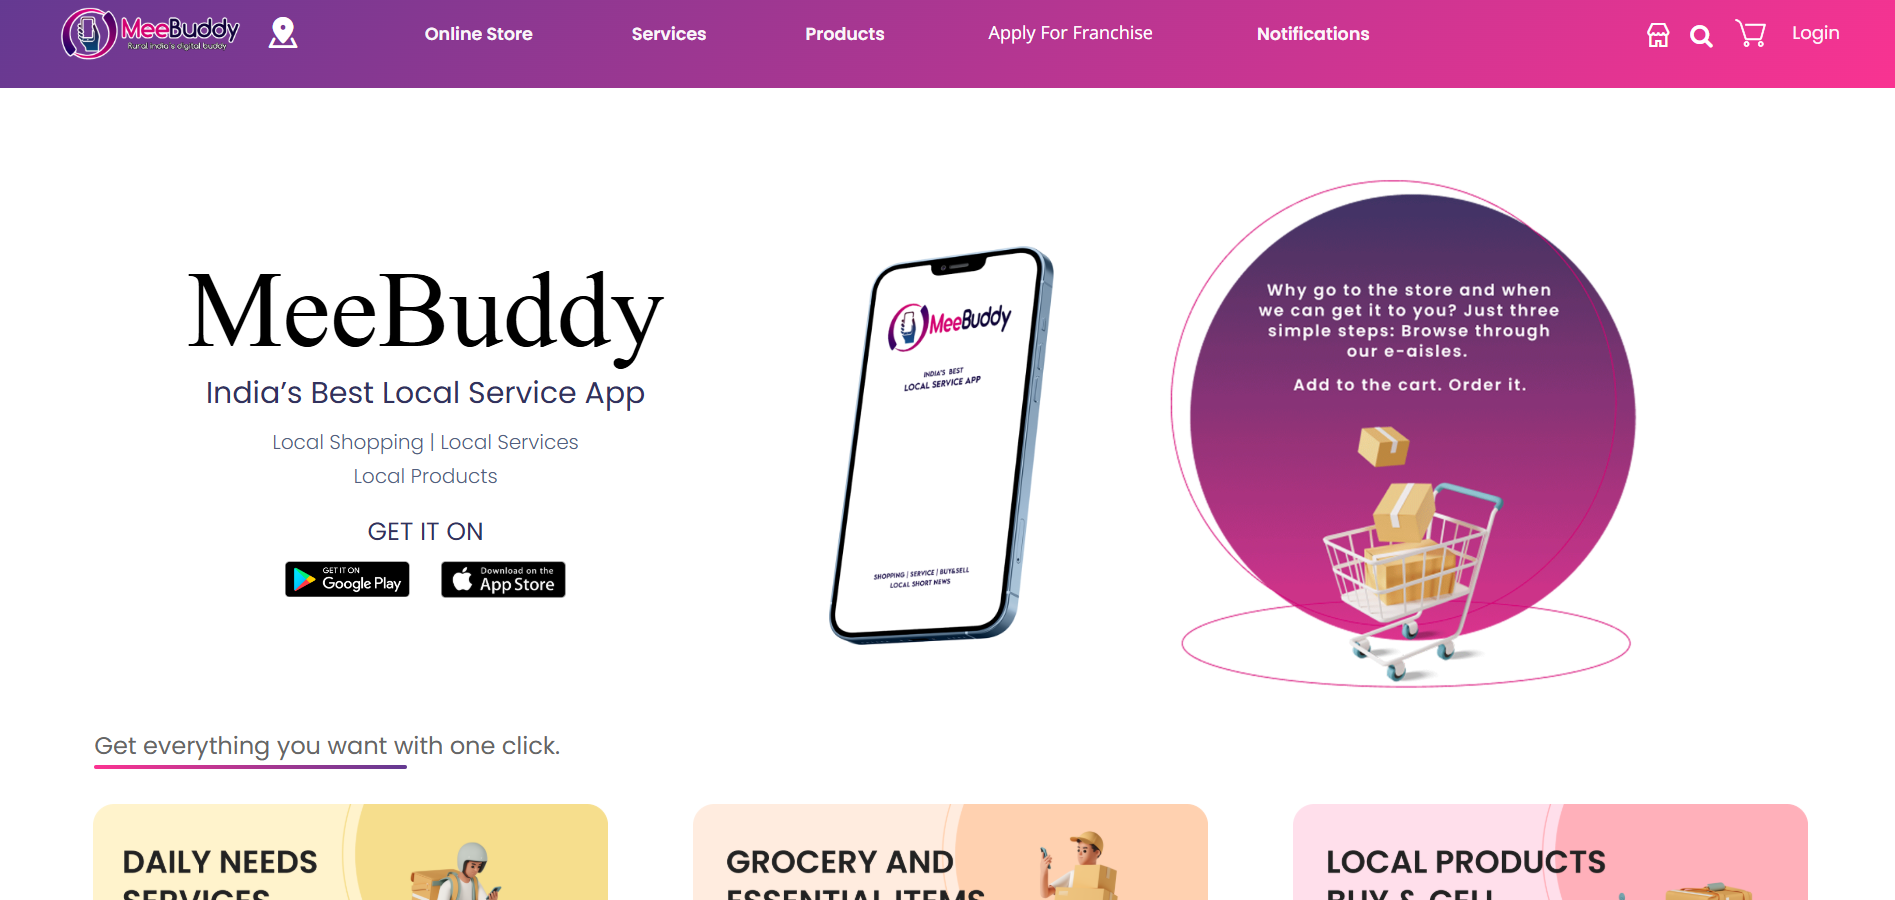 MeeBuddy
Rural india's digital buddy
Online Store
Services
Products
Apply For Franchise
Notifications
Login
MeeBuddy
India's Best Local Service App
Local Shopping | Local Services
Local Products
GET IT ON
GET IT ON
Google Play
Download on the
App Store
MeeBuddy
INDIA'S BEST
LOCAL SERVICE APP
SHOPPING | SERVICE | BUY&SELL
LOCAL SHORT NEWS
Why go to the store and when
we can get it to you? Just three
simple steps: Browse through
our e-aisles.
Add to the cart. Order it.
Get everything you want with one click.
DAILY NEEDS
SERVICES
GROCERY AND
ESSENTIAL ITEMS
LOCAL PRODUCTS
BUY & CELL